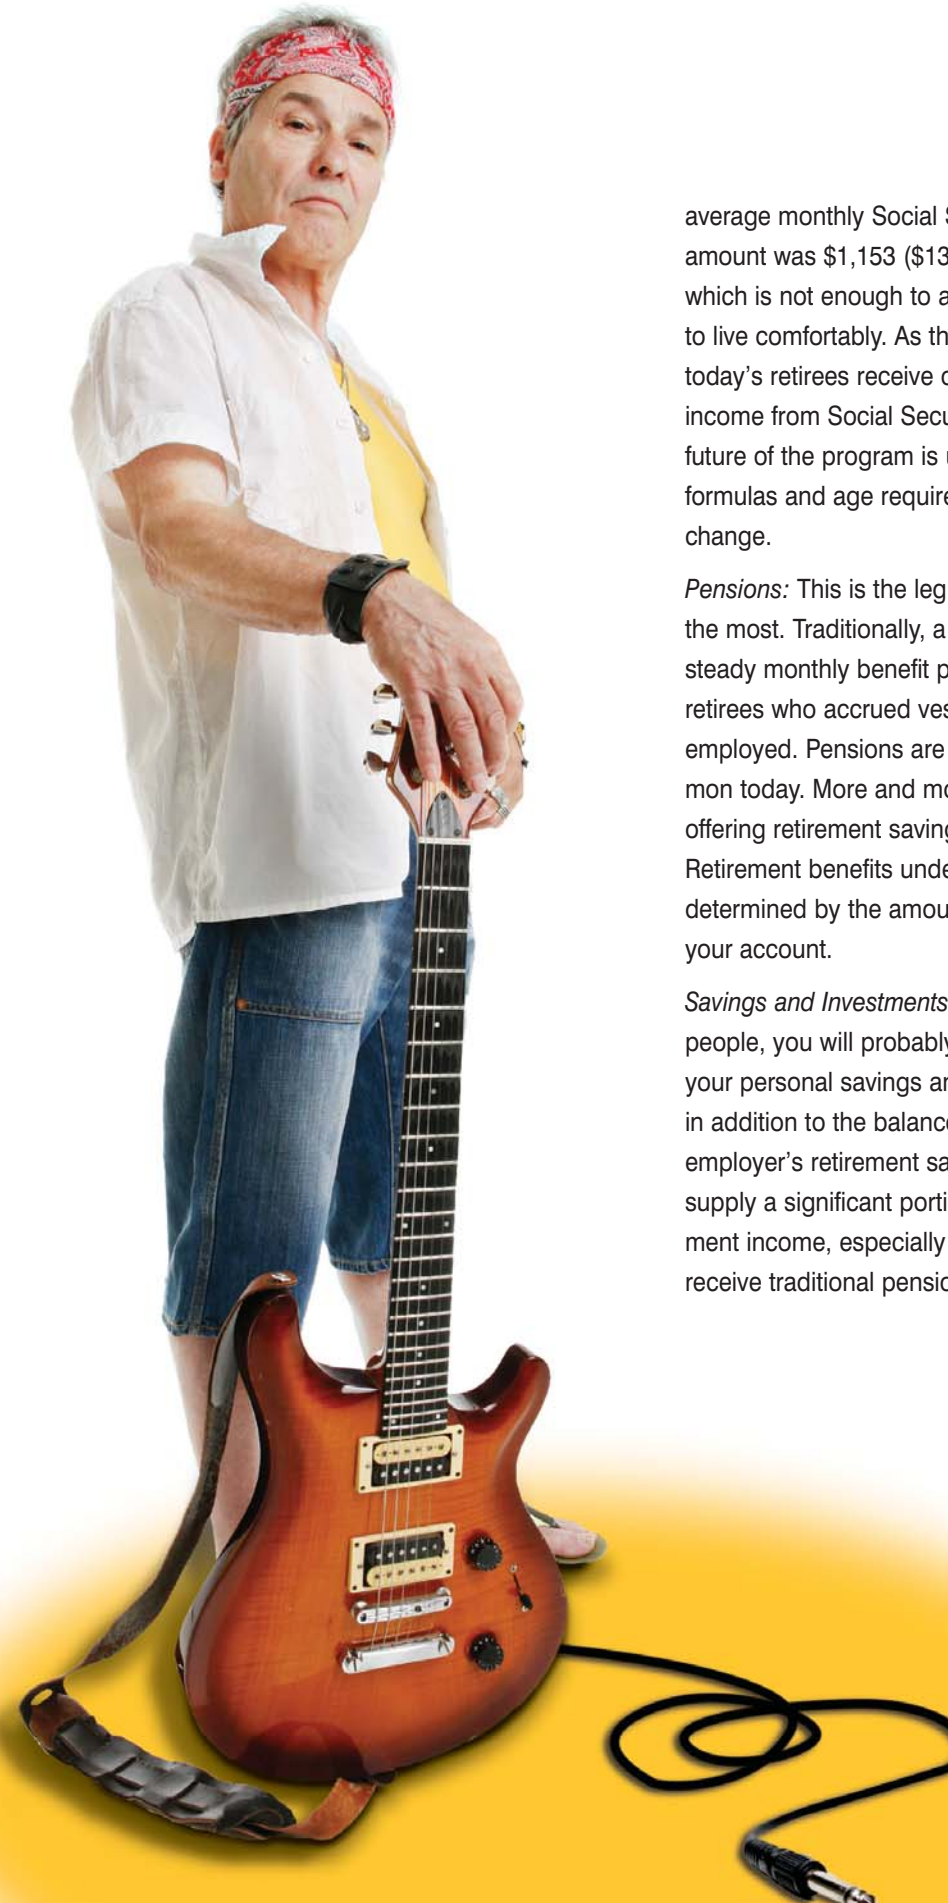 average monthly Social
amount was $1,153 ($13
which is not enough to a
to live comfortably. As th
today’s retirees receive
income from Social Secu
future of the program is
formulas and age require
change.
Pensions: This is the leg
the most. Traditionally, a
steady monthly benefit p
retirees who accrued ves
employed. Pensions are
mon today. More and mo
offering retirement saving
Retirement benefits unde
determined by the amou
your account.
Savings and Investments
people, you will probably
your personal savings an
in addition to the balance
employer’s retirement sa
supply a significant porti
ment income, especially
receive traditional pensio